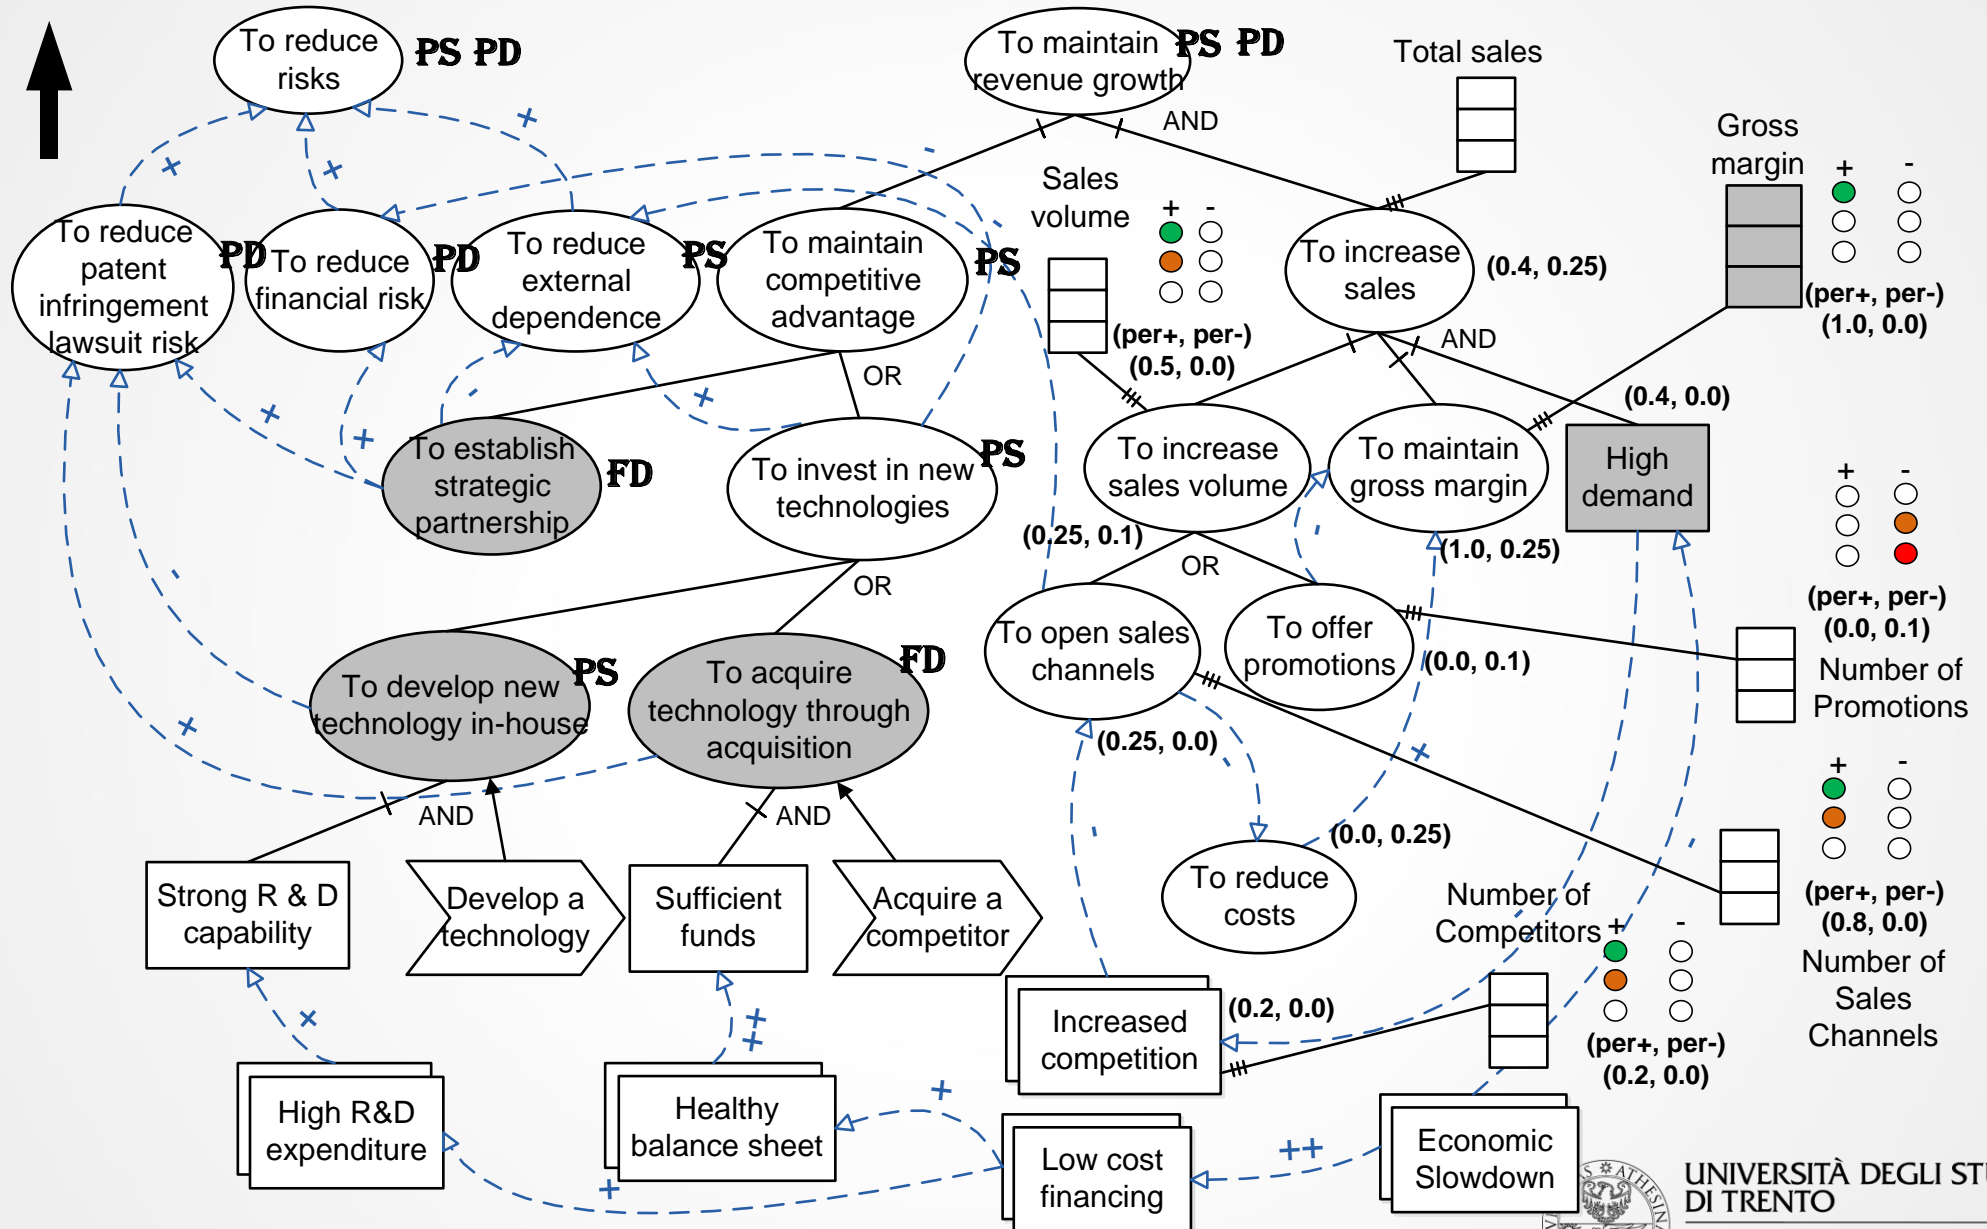 To reduce
risks
PS PD
To maintain
revenue growth
PS PD
Total sales
AND
Gross
margin
+ -
(per+, per-)
(1.0, 0.0)
Sales
volume
+ -
(per+, per-)
(0.5, 0.0)
+
+
+
-
-
To reduce
patent
infringement
lawsuit risk
PD
To reduce
financial risk
PD
To reduce
external
dependence
PS
To maintain
competitive
advantage
PS
To increase
sales
(0.4, 0.25)
AND
OR
(0.4, 0.0)
+
+
-
+
To establish
strategic
partnership
FD
To invest in new
technologies
PS
To increase
sales volume
To maintain
gross margin
High
demand
(0.25, 0.1)
(1.0, 0.25)
-
OR
OR
+ -
(per+, per-)
(0.0, 0.1)
Number of
Promotions
-
+
To develop new
technology in-house
PS
To acquire
technology through
acquisition
FD
To open sales
channels
To offer
promotions
(0.0, 0.1)
(0.25, 0.0)
-
+
AND
AND
-
-
(0.0, 0.25)
+ -
(per+, per-)
(0.8, 0.0)
Number of
Sales
Channels
Strong R & D
capability
Develop a
technology
Sufficient
funds
Acquire a
competitor
To reduce
costs
Number of
Competitors
+ -
(per+, per-)
(0.2, 0.0)
-
+
++
Increased
competition
(0.2, 0.0)
High R&D
expenditure
Healthy
balance sheet
+
+
Low cost
financing
++
Economic
Slowdown
UNIVERSITÀ DEGLI STU
DI TRENTO